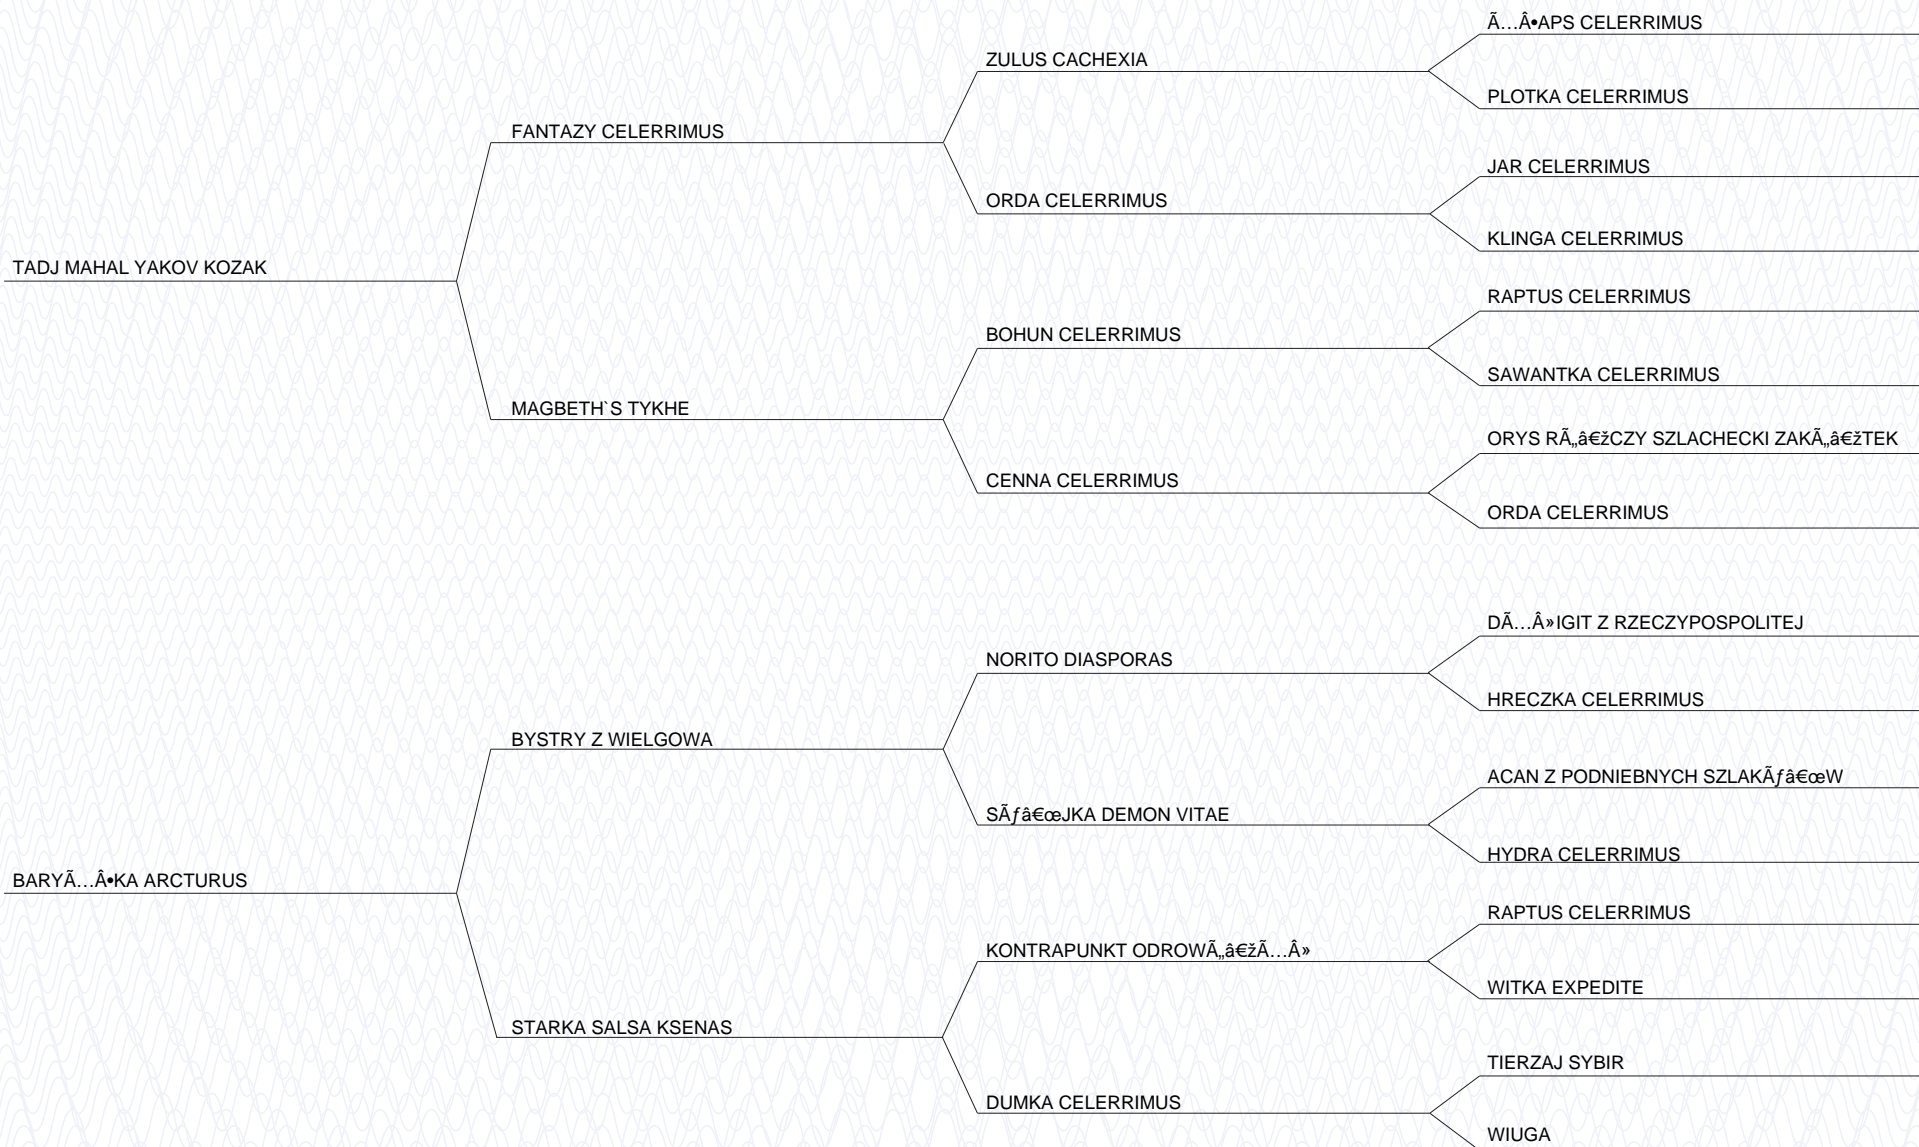 Ã…Â•APS CELERRIMUS
ZULUS CACHEXIA
PLOTKA CELERRIMUS
FANTAZY CELERRIMUS
JAR CELERRIMUS
ORDA CELERRIMUS
KLINGA CELERRIMUS
TADJ MAHAL YAKOV KOZAK
RAPTUS CELERRIMUS
BOHUN CELERRIMUS
SAWANTKA CELERRIMUS
MAGBETH`S TYKHE
ORYS RÃ„â€žCZY SZLACHECKI ZAKÃ„â€žTEK
CENNA CELERRIMUS
ORDA CELERRIMUS
DÃ…Â»IGIT Z RZECZYPOSPOLITEJ
NORITO DIASPORAS
HRECZKA CELERRIMUS
BYSTRY Z WIELGOWA
ACAN Z PODNIEBNYCH SZLAKÃƒâ€œW
SÃƒâ€œJKA DEMON VITAE
HYDRA CELERRIMUS
BARYÃ…Â•KA ARCTURUS
RAPTUS CELERRIMUS
KONTRAPUNKT ODROWÃ„â€žÃ…Â»
WITKA EXPEDITE
STARKA SALSA KSENAS
TIERZAJ SYBIR
DUMKA CELERRIMUS
WIUGA